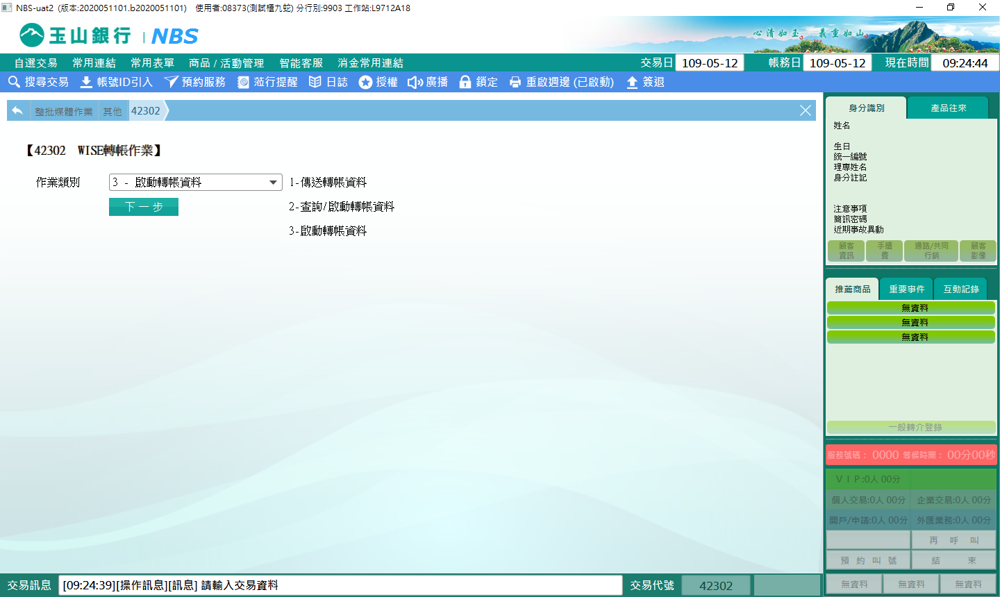 NBS-uat2 (版本:2020051101.b2020051101) 使用者:08373(測試櫃九蛇) 分行別:9903 工作站:L9712A18
玉山銀行 | NBS
心清如玉。 義重如山。
自選交易 常用連結 常用表單 商品 / 活動管理 智能客服 消金常用連結 交易日 109-05-12 帳務日 109-05-12 現在時間 09:24:44
搜尋交易 帳號ID引入 預約服務 蒞行提醒 日誌 授權 廣播 鎖定 重啟週邊 (已啟動) 簽退
整批媒體作業 其他 42302
【42302 WISE轉帳作業】
作業類別 3 - 啟動轉帳資料 1-傳送轉帳資料
下一步 2-查詢/啟動轉帳資料
3-啟動轉帳資料
身分識別 產品往來
姓名
生日
統一編號
理專姓名
身分註記
注意事項
簡訊密碼
近期事故異動
顧客資訊 手續費 通路/共同行銷 顧客影像
推薦商品 重要事件 互動記錄
無資料
無資料
無資料
一般轉介登錄
服務號碼： 0000 等候時間： 00分00秒
ＶＩＰ:0人 00分
個人交易:0人 00分 企業交易:0人 00分
開戶/申請:0人 00分 外匯業務:0人 00分
再 呼 叫
預 約 叫 號 結 束
無資料 無資料 無資料
交易訊息 [09:24:39][操作訊息][訊息] 請輸入交易資料 交易代號 42302